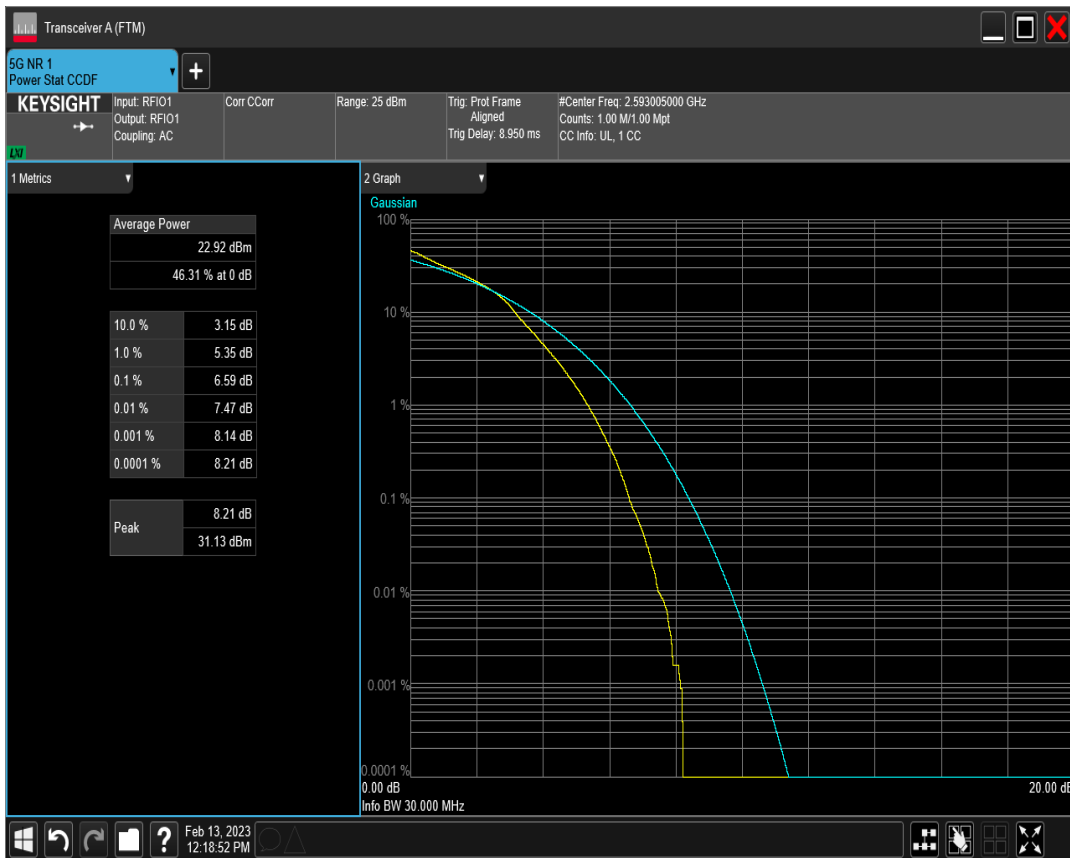 Transceiver A (FTM)
5G NR 1
Power Stat CCDF
+
KEYSIGHT
LXI
Input: RFIO1
Output: RFIO1
Coupling: AC
Corr CCorr
Range: 25 dBm
Trig: Prot Frame
Aligned
Trig Delay: 8.950 ms
#Center Freq: 2.593005000 GHz
Counts: 1.00 M/1.00 Mpt
CC Info: UL, 1 CC
1 Metrics
Average Power
22.92 dBm
46.31 % at 0 dB
10.0 % 3.15 dB
1.0 % 5.35 dB
0.1 % 6.59 dB
0.01 % 7.47 dB
0.001 % 8.14 dB
0.0001 % 8.21 dB
Peak
8.21 dB
31.13 dBm
2 Graph
Gaussian
100 %
10 %
1 %
0.1 %
0.01 %
0.001 %
0.0001 %
0.00 dB 20.00 dB
Info BW 30.000 MHz
?
Feb 13, 2023
12:18:52 PM